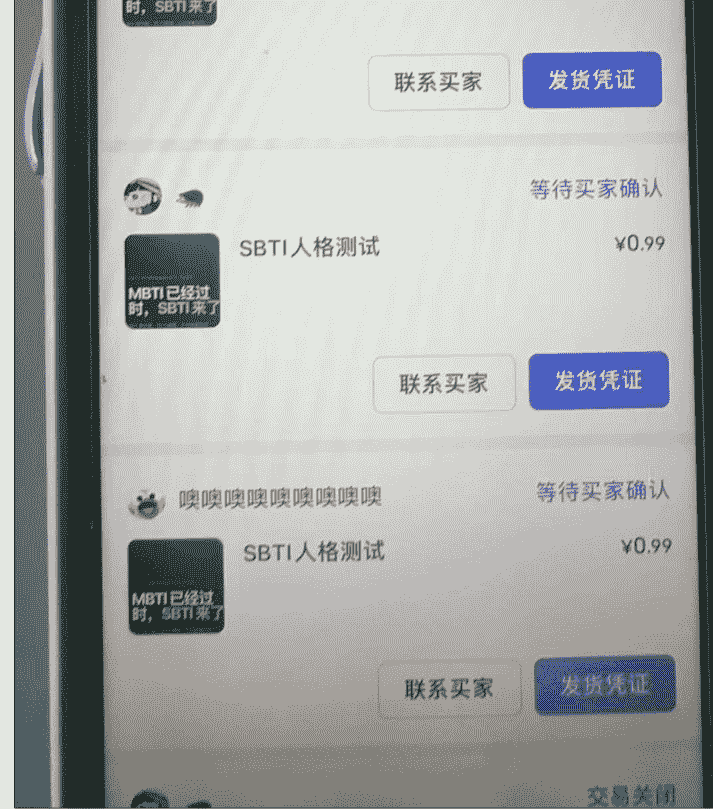 时，SBTI来了
联系买家
发货凭证
等待买家确认
SBTI人格测试
¥0.99
MBTI已经过
时，SBTI来了
联系买家
发货凭证
噢噢噢噢噢噢噢噢噢
等待买家确认
SBTI人格测试
¥0.99
MBTI已经过
时，SBTI来了
联系买家
发货凭证
交易关闭